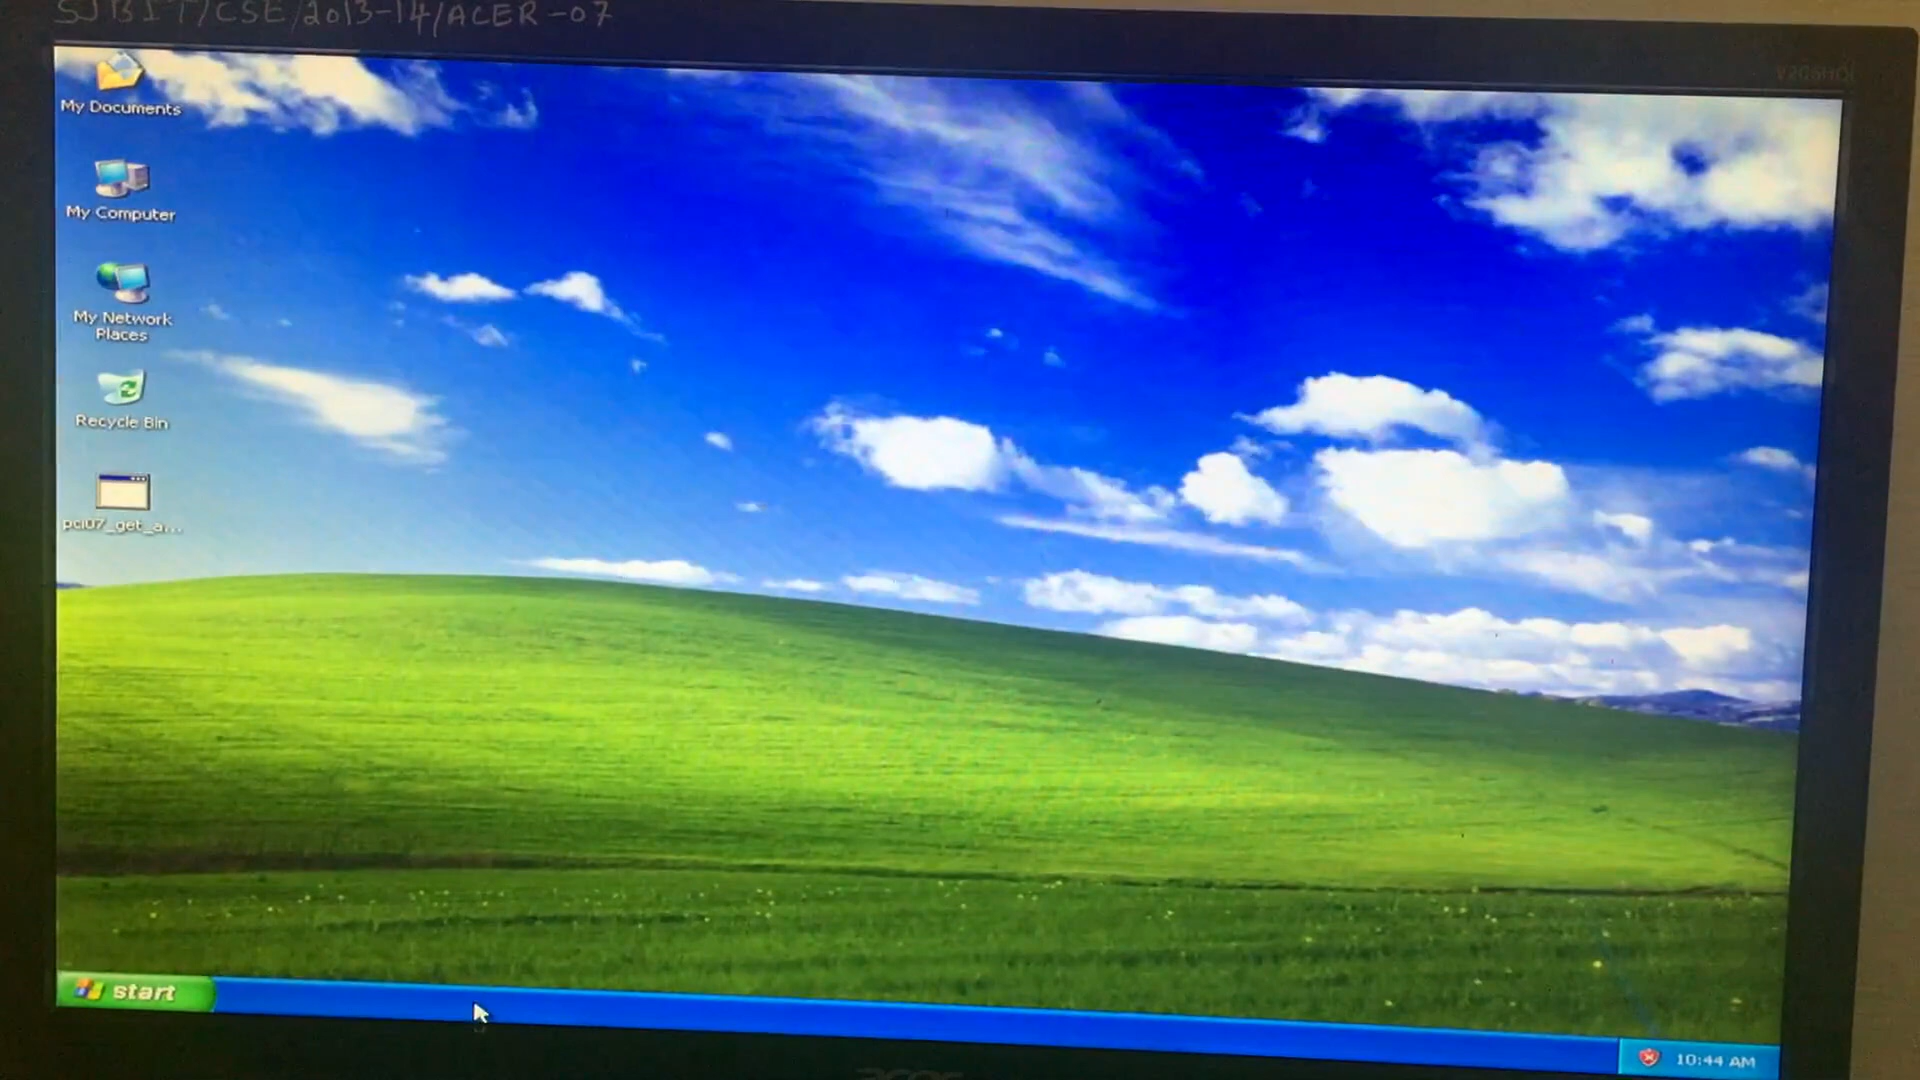 SJBIT/CSE/2013-14/ACER-07
My Documents
My Computer
My Network
Places
Recycle Bin
pci07_get_a...
start
10:44 AM
acer